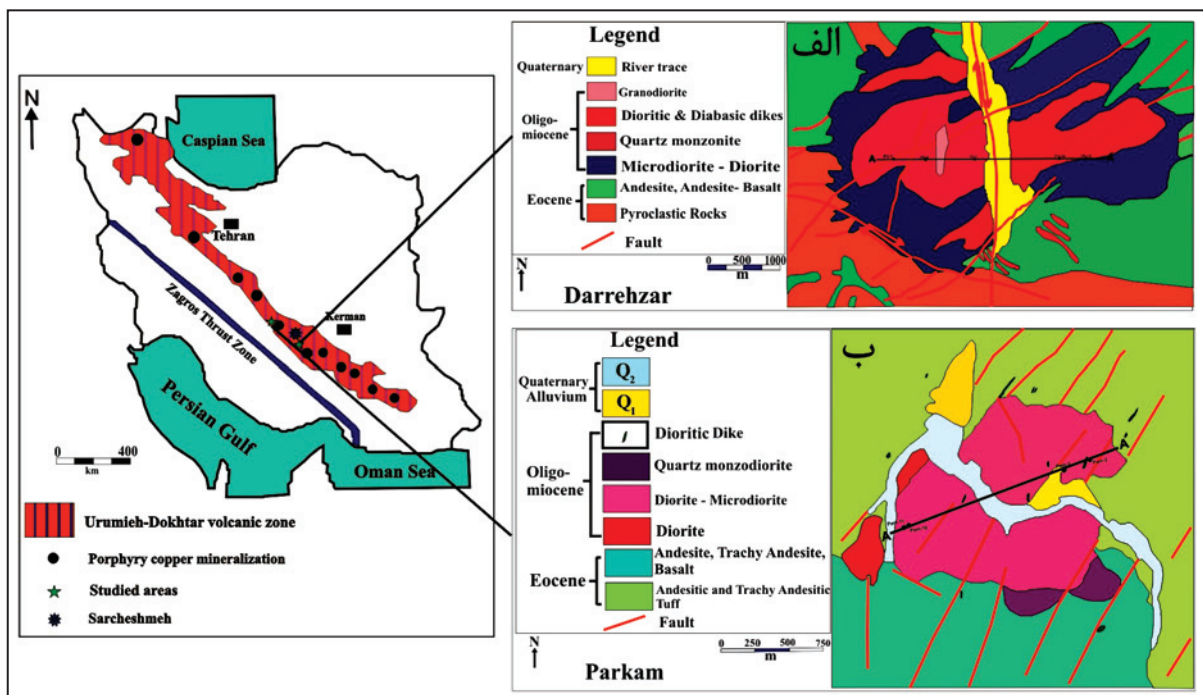 N
Caspian Sea
Tehran
Kerman
Zagros Thrust Zone
Persian Gulf
Oman Sea
0 400
km
Urumieh-Dokhtar volcanic zone
Porphyry copper mineralization
Studied areas
Sarcheshmeh
Legend
Quaternary
River trace
Oligo-
miocene
Granodiorite
Dioritic & Diabasic dikes
Quartz monzonite
Microdiorite - Diorite
Eocene
Andesite, Andesite- Basalt
Pyroclastic Rocks
Fault
N
0 500 1000
m
Darrehzar
الف
A
A
Legend
Quaternary
Alluvium
Q2
Q1
Oligo-
miocene
Dioritic Dike
Quartz monzodiorite
Diorite - Microdiorite
Diorite
Eocene
Andesite, Trachy Andesite,
Basalt
Andesitic and Trachy Andesitic
Tuff
Fault
N
0 250 500 750
m
Parkam
ب
A
A'